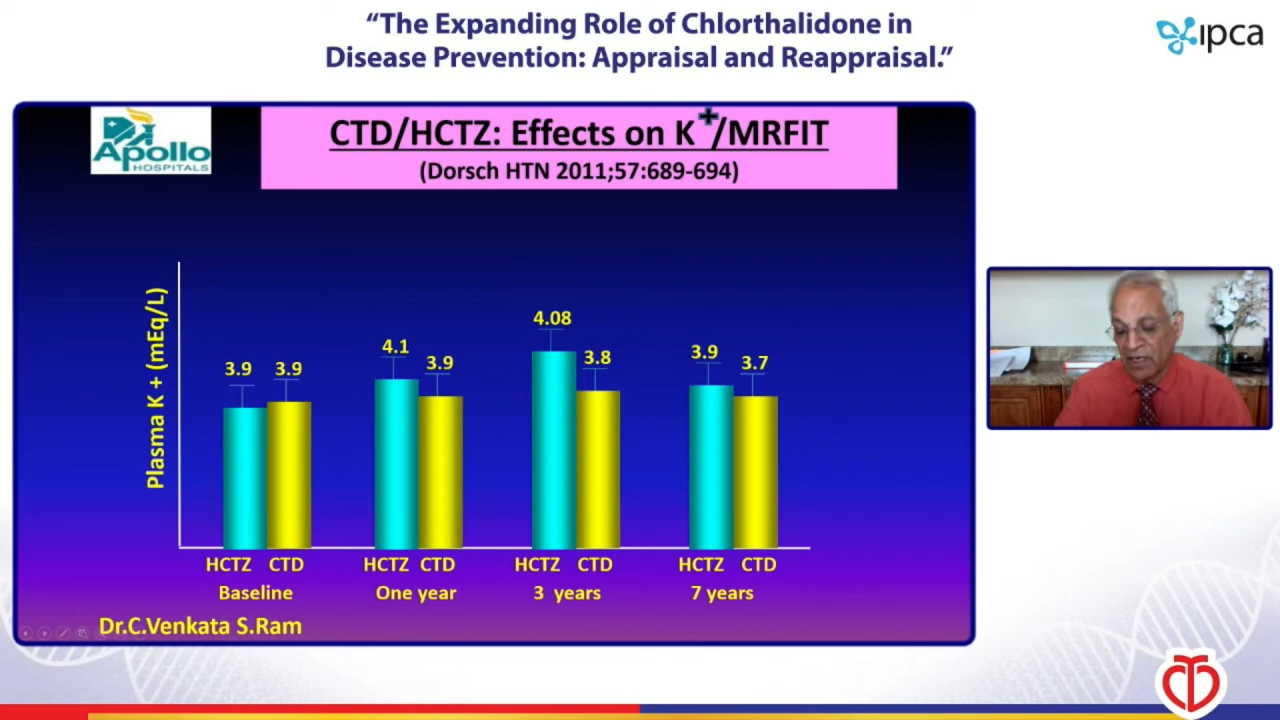 “The Expanding Role of Chlorthalidone in
Disease Prevention: Appraisal and Reappraisal.”
ipca
Apollo
HOSPITALS
CTD/HCTZ: Effects on K+/MRFIT
(Dorsch HTN 2011;57:689-694)
Plasma K + (mEq/L)
3.9 3.9
4.1 3.9
4.08 3.8
3.9 3.7
HCTZ CTD HCTZ CTD HCTZ CTD HCTZ CTD
Baseline One year 3 years 7 years
Dr.C.Venkata S.Ram